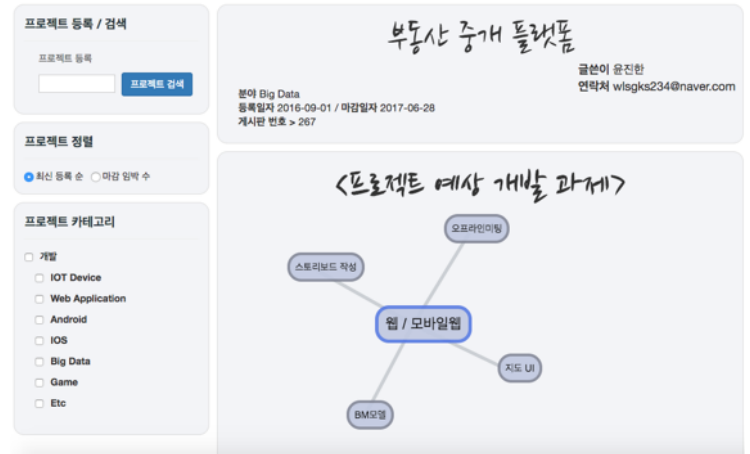 프로젝트 등록 / 검색
프로젝트 등록
프로젝트 검색
프로젝트 정렬
최신 등록 순 마감 임박 수
프로젝트 카테고리
개발
IOT Device
Web Application
Android
IOS
Big Data
Game
Etc
부동산 중개 플랫폼
글쓴이 윤진한
연락처 wlsgks234@naver.com
분야 Big Data
등록일자 2016-09-01 / 마감일자 2017-06-28
게시판 번호 > 267
<프로젝트 예상 개발 과제>
오프라인미팅
스토리보드 작성
웹 / 모바일웹
지도 UI
BM모델